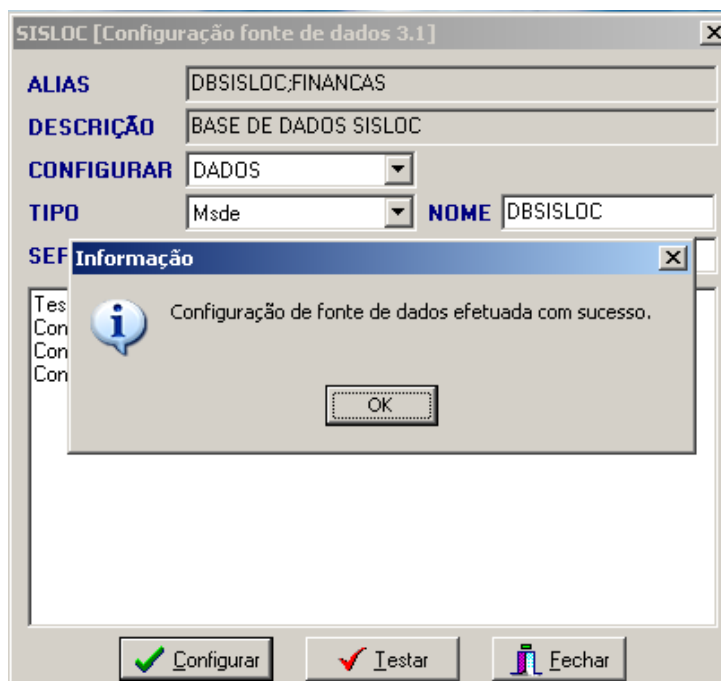 SISLOC [Configuração fonte de dados 3.1]
ALIAS DBSISLOC;FINANCAS
DESCRIÇÃO BASE DE DADOS SISLOC
CONFIGURAR DADOS
TIPO Msde NOME DBSISLOC
Informação
Configuração de fonte de dados efetuada com sucesso.
OK
Configurar Testar Fechar